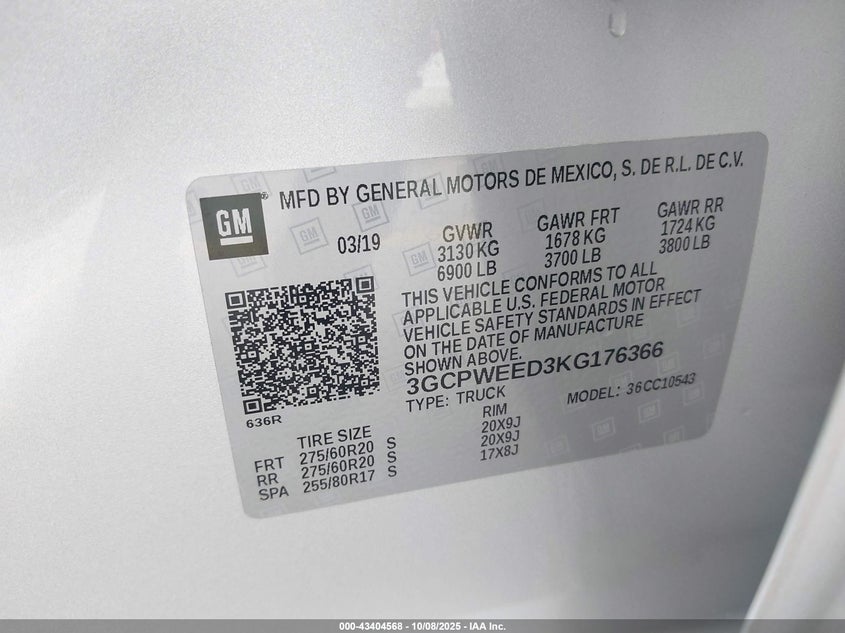 MFD BY GENERAL MOTORS DE MEXICO, S. DE R.L. DE C.V.
GM ®
03/19
GVWR GAWR FRT GAWR RR
3130 KG 1678 KG 1724 KG
6900 LB 3700 LB 3800 LB
THIS VEHICLE CONFORMS TO ALL
APPLICABLE U.S. FEDERAL MOTOR
VEHICLE SAFETY STANDARDS IN EFFECT
ON THE DATE OF MANUFACTURE
SHOWN ABOVE.
3GCPWEED3KG176366
TYPE: TRUCK MODEL: 36CC10543
636R
TIRE SIZE RIM
FRT 275/60R20 S 20X9J
RR 275/60R20 S 20X9J
SPA 255/80R17 S 17X8J
000-43404568 - 10/08/2025 - IAA Inc.